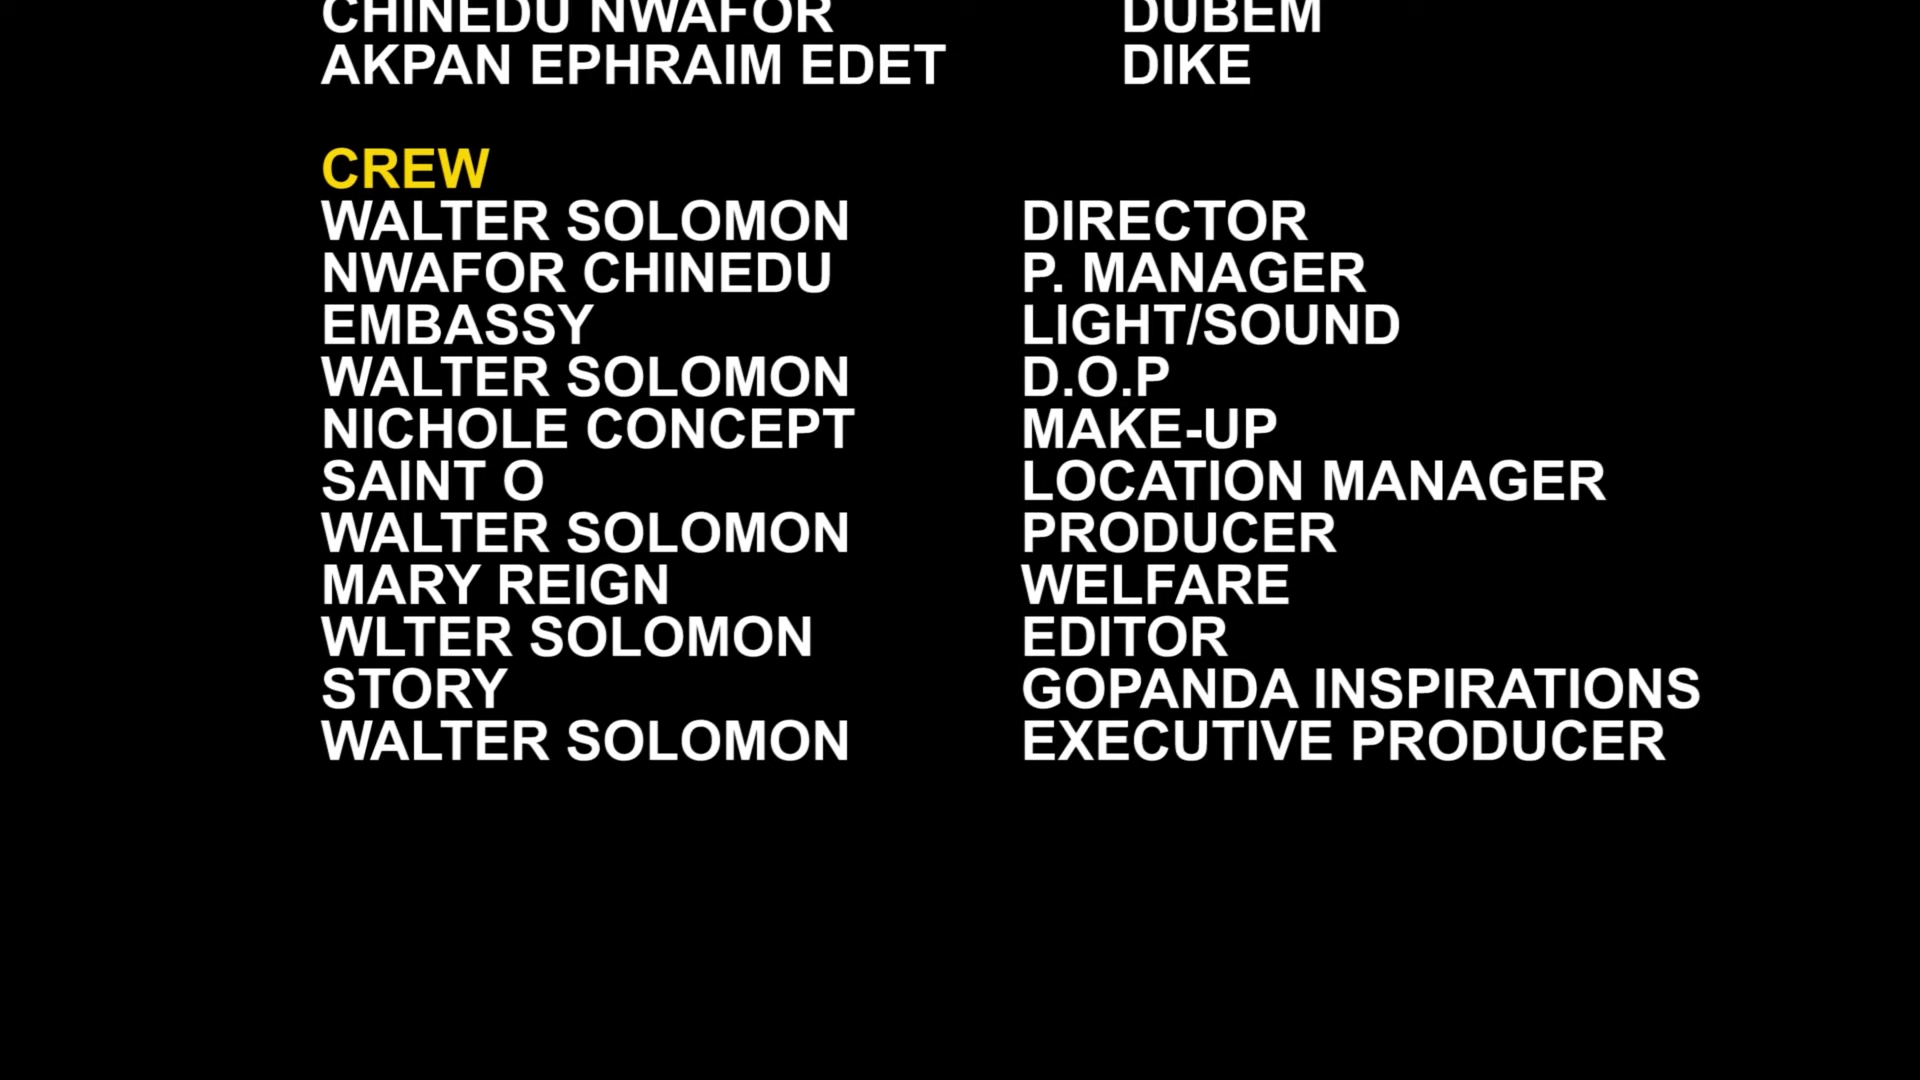 CHINEDU NWAFOR DUBEM
AKPAN EPHRAIM EDET DIKE
CREW
WALTER SOLOMON DIRECTOR
NWAFOR CHINEDU P. MANAGER
EMBASSY LIGHT/SOUND
WALTER SOLOMON D.O.P
NICHOLE CONCEPT MAKE-UP
SAINT O LOCATION MANAGER
WALTER SOLOMON PRODUCER
MARY REIGN WELFARE
WLTER SOLOMON EDITOR
STORY GOPANDA INSPIRATIONS
WALTER SOLOMON EXECUTIVE PRODUCER